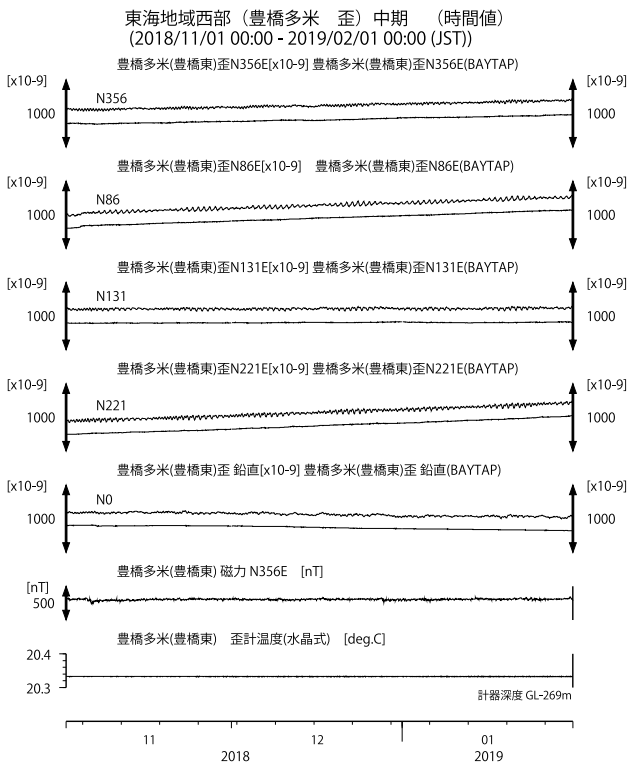 東海地域西部（豊橋多米　歪）中期　（時間値）
(2018/11/01 00:00 - 2019/02/01 00:00 (JST))
豊橋多米(豊橋東)歪N356E[x10-9] 豊橋多米(豊橋東)歪N356E(BAYTAP)
[x10-9] [x10-9]
N356
1000 1000
豊橋多米(豊橋東)歪N86E[x10-9]　豊橋多米(豊橋東)歪N86E(BAYTAP)
[x10-9] [x10-9]
N86
1000 1000
豊橋多米(豊橋東)歪N131E[x10-9] 豊橋多米(豊橋東)歪N131E(BAYTAP)
[x10-9] [x10-9]
N131
1000 1000
豊橋多米(豊橋東)歪N221E[x10-9] 豊橋多米(豊橋東)歪N221E(BAYTAP)
[x10-9] [x10-9]
N221
1000 1000
豊橋多米(豊橋東)歪 鉛直[x10-9] 豊橋多米(豊橋東)歪 鉛直(BAYTAP)
[x10-9] [x10-9]
N0
1000 1000
豊橋多米(豊橋東) 磁力 N356E　[nT]
[nT]
500
豊橋多米(豊橋東)　歪計温度(水晶式)　[deg.C]
20.4
20.3
計器深度 GL-269m
11 12 01
2018 2019